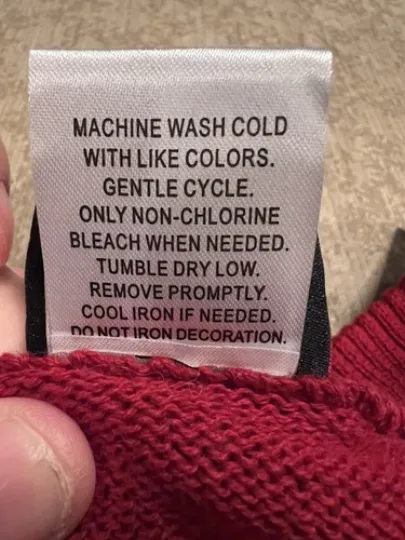 MACHINE WASH COLD
WITH LIKE COLORS.
GENTLE CYCLE.
ONLY NON-CHLORINE
BLEACH WHEN NEEDED.
TUMBLE DRY LOW.
REMOVE PROMPTLY.
COOL IRON IF NEEDED.
DO NOT IRON DECORATION.